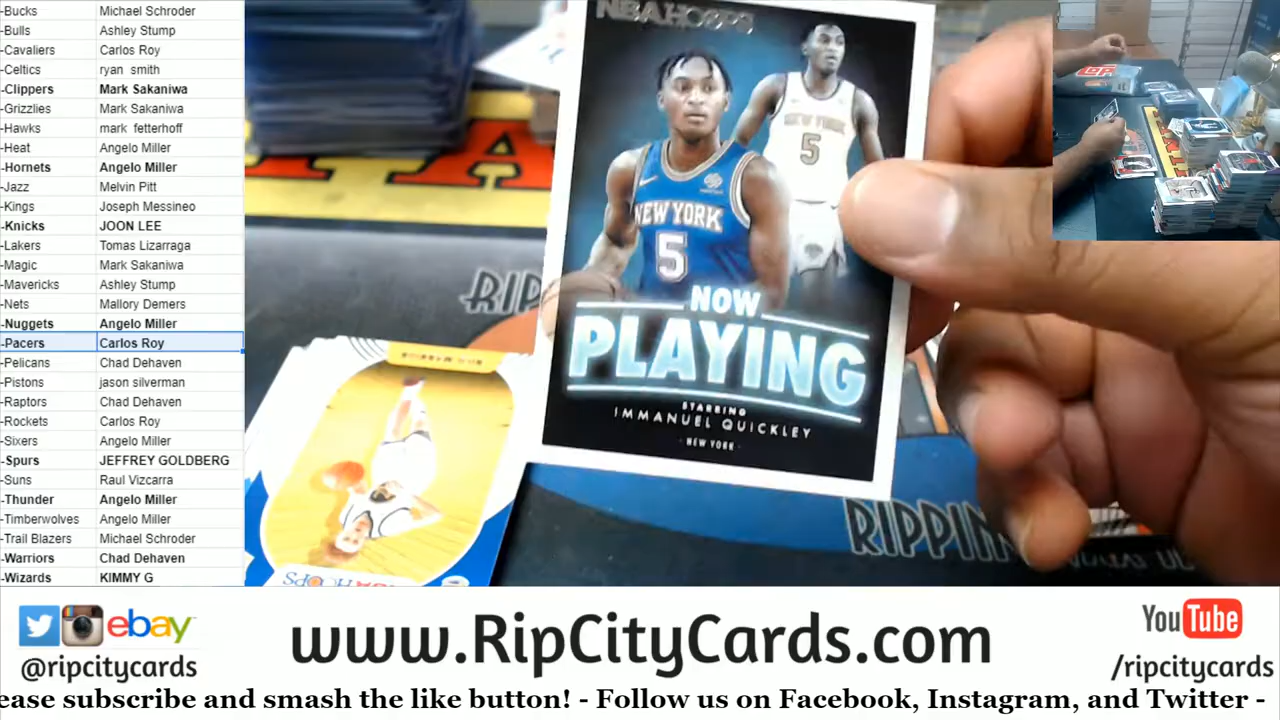 -Bucks Michael Schroder
-Bulls Ashley Stump
-Cavaliers Carlos Roy
-Celtics ryan smith
-Clippers Mark Sakaniwa
-Grizzlies Mark Sakaniwa
-Hawks mark fetterhoff
-Heat Angelo Miller
-Hornets Angelo Miller
-Jazz Melvin Pitt
-Kings Joseph Messineo
-Knicks JOON LEE
-Lakers Tomas Lizarraga
-Magic Mark Sakaniwa
-Mavericks Ashley Stump
-Nets Mallory Demers
-Nuggets Angelo Miller
-Pacers Carlos Roy
-Pelicans Chad Dehaven
-Pistons jason silverman
-Raptors Chad Dehaven
-Rockets Carlos Roy
-Sixers Angelo Miller
-Spurs JEFFREY GOLDBERG
-Suns Raul Vizcarra
-Thunder Angelo Miller
-Timberwolves Angelo Miller
-Trail Blazers Michael Schroder
-Warriors Chad Dehaven
-Wizards KIMMY G
NBA HOOPS
NEW YORK
5
NEW YORK
5
NOW
PLAYING
STARRING
IMMANUEL QUICKLEY
- NEW YORK -
RIP
RIPPIN
HOOPS
ebay
@ripcitycards
www.RipCityCards.com
YouTube
/ripcitycards
ease subscribe and smash the like button! - Follow us on Facebook, Instagram, and Twitter -